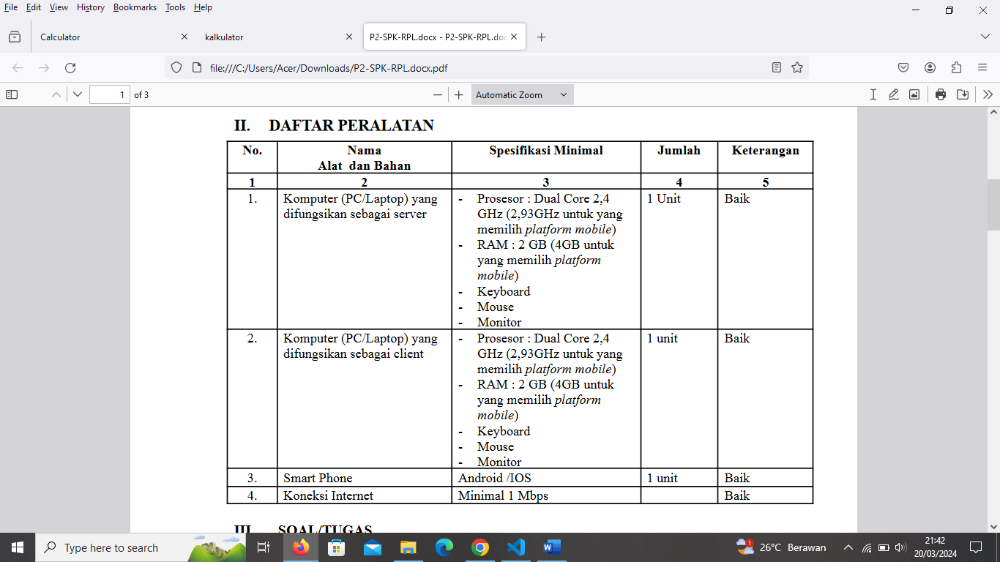 File Edit View History Bookmarks Tools Help
Calculator
kalkulator
P2-SPK-RPL.docx - P2-SPK-RPL.doc
file:///C:/Users/Acer/Downloads/P2-SPK-RPL.docx.pdf
1 of 3
Automatic Zoom
II. DAFTAR PERALATAN
No. Nama Alat dan Bahan Spesifikasi Minimal Jumlah Keterangan
1 2 3 4 5
1. Komputer (PC/Laptop) yang
difungsikan sebagai server
- Prosesor : Dual Core 2,4
GHz (2,93GHz untuk yang
memilih platform mobile)
- RAM : 2 GB (4GB untuk
yang memilih platform
mobile)
- Keyboard
- Mouse
- Monitor
1 Unit
Baik
2. Komputer (PC/Laptop) yang
difungsikan sebagai client
- Prosesor : Dual Core 2,4
GHz (2,93GHz untuk yang
memilih platform mobile)
- RAM : 2 GB (4GB untuk
yang memilih platform
mobile)
- Keyboard
- Mouse
- Monitor
1 unit
Baik
3. Smart Phone Android /IOS 1 unit Baik
4. Koneksi Internet Minimal 1 Mbps Baik
III. SOAL/TUGAS
Type here to search
1
26°C Berawan
21:42
20/03/2024